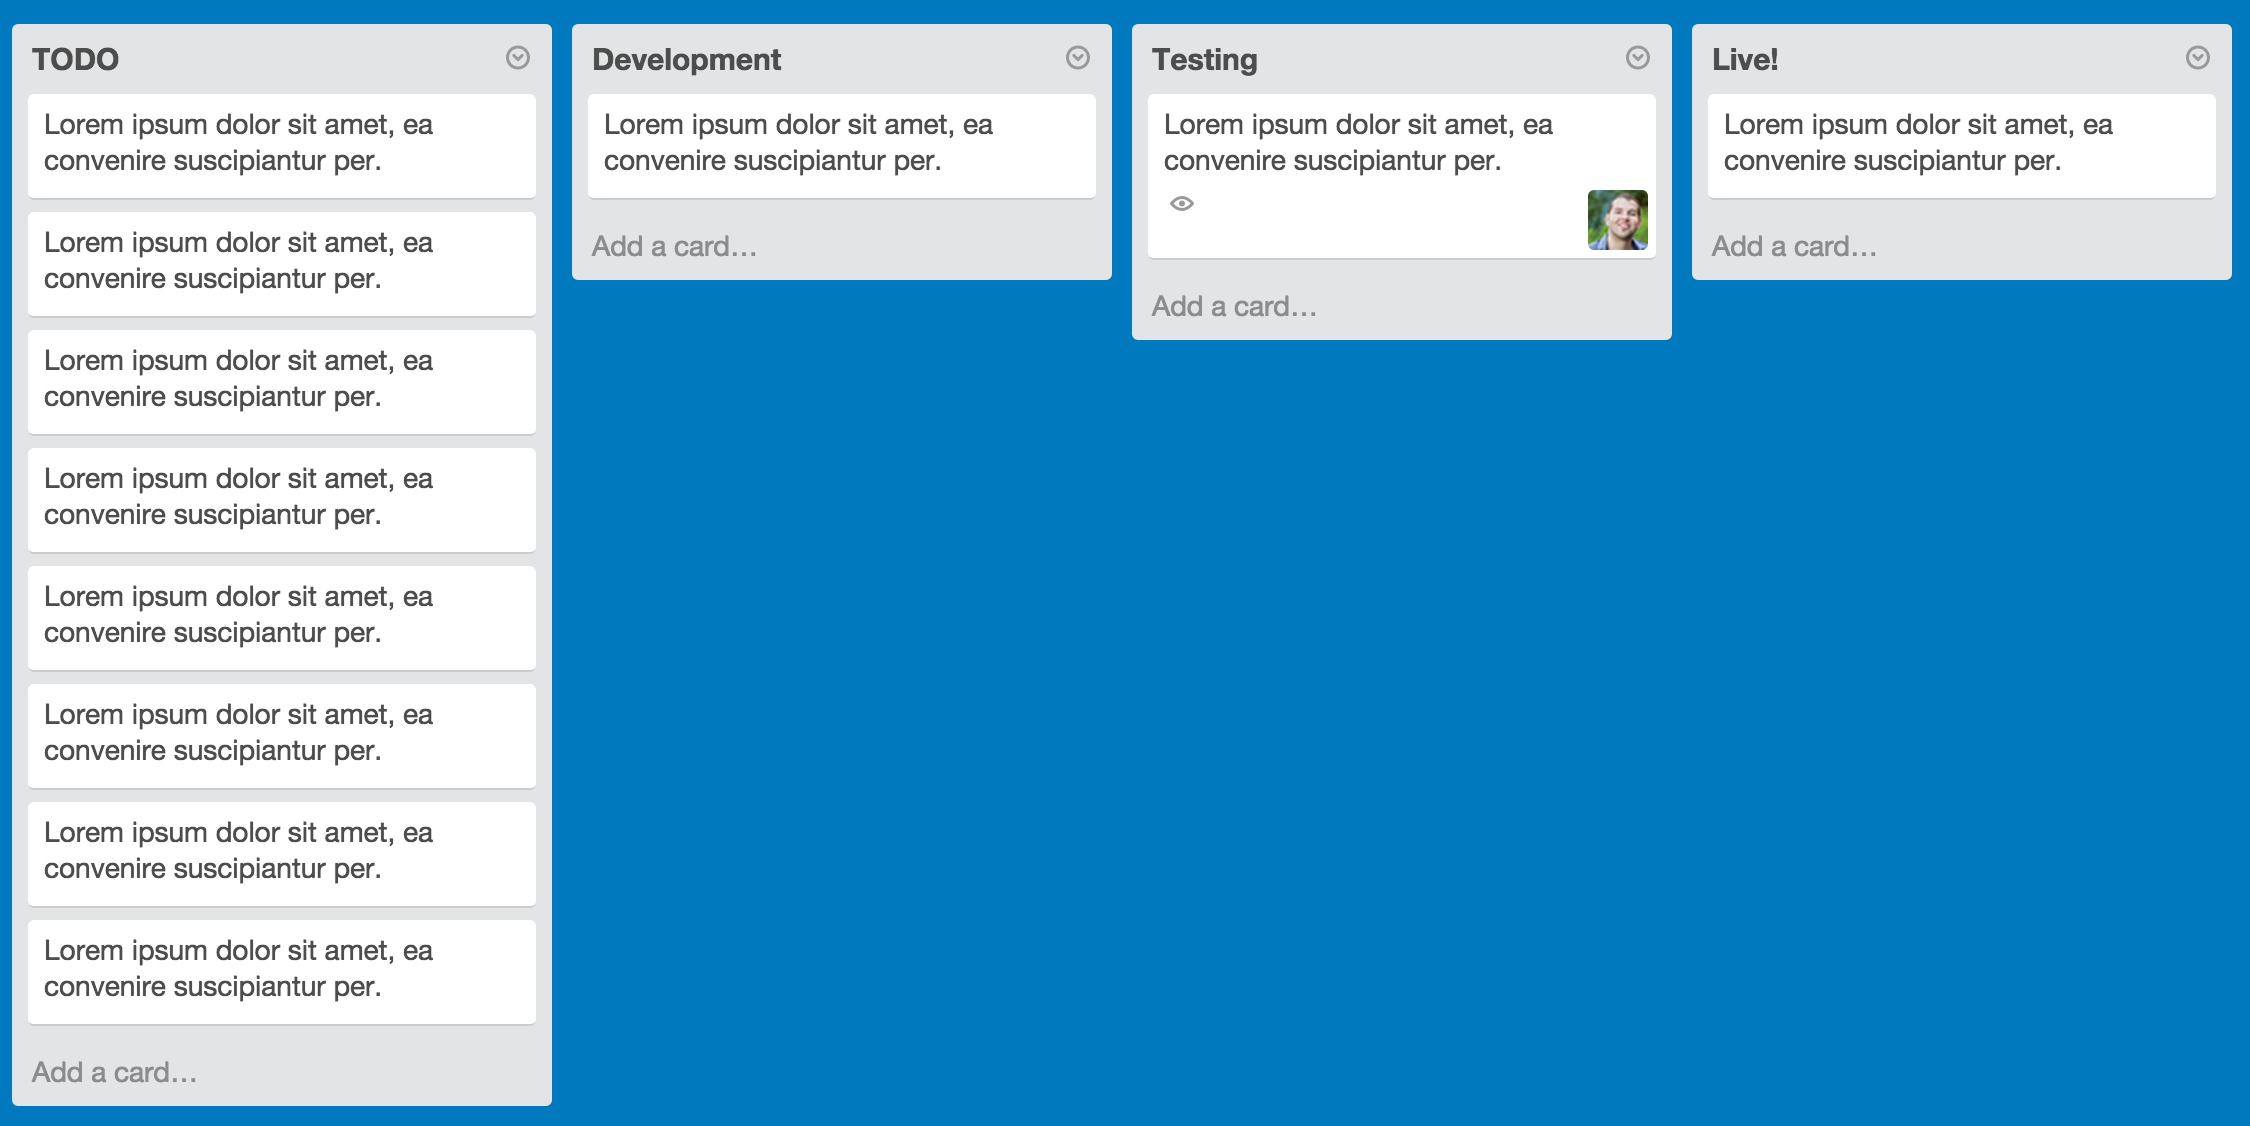 TODO
Lorem ipsum dolor sit amet, ea
convenire suscipiantur per.
Lorem ipsum dolor sit amet, ea
convenire suscipiantur per.
Lorem ipsum dolor sit amet, ea
convenire suscipiantur per.
Lorem ipsum dolor sit amet, ea
convenire suscipiantur per.
Lorem ipsum dolor sit amet, ea
convenire suscipiantur per.
Lorem ipsum dolor sit amet, ea
convenire suscipiantur per.
Lorem ipsum dolor sit amet, ea
convenire suscipiantur per.
Lorem ipsum dolor sit amet, ea
convenire suscipiantur per.
Add a card...
Development
Lorem ipsum dolor sit amet, ea
convenire suscipiantur per.
Add a card...
Testing
Lorem ipsum dolor sit amet, ea
convenire suscipiantur per.
Add a card...
Live!
Lorem ipsum dolor sit amet, ea
convenire suscipiantur per.
Add a card...